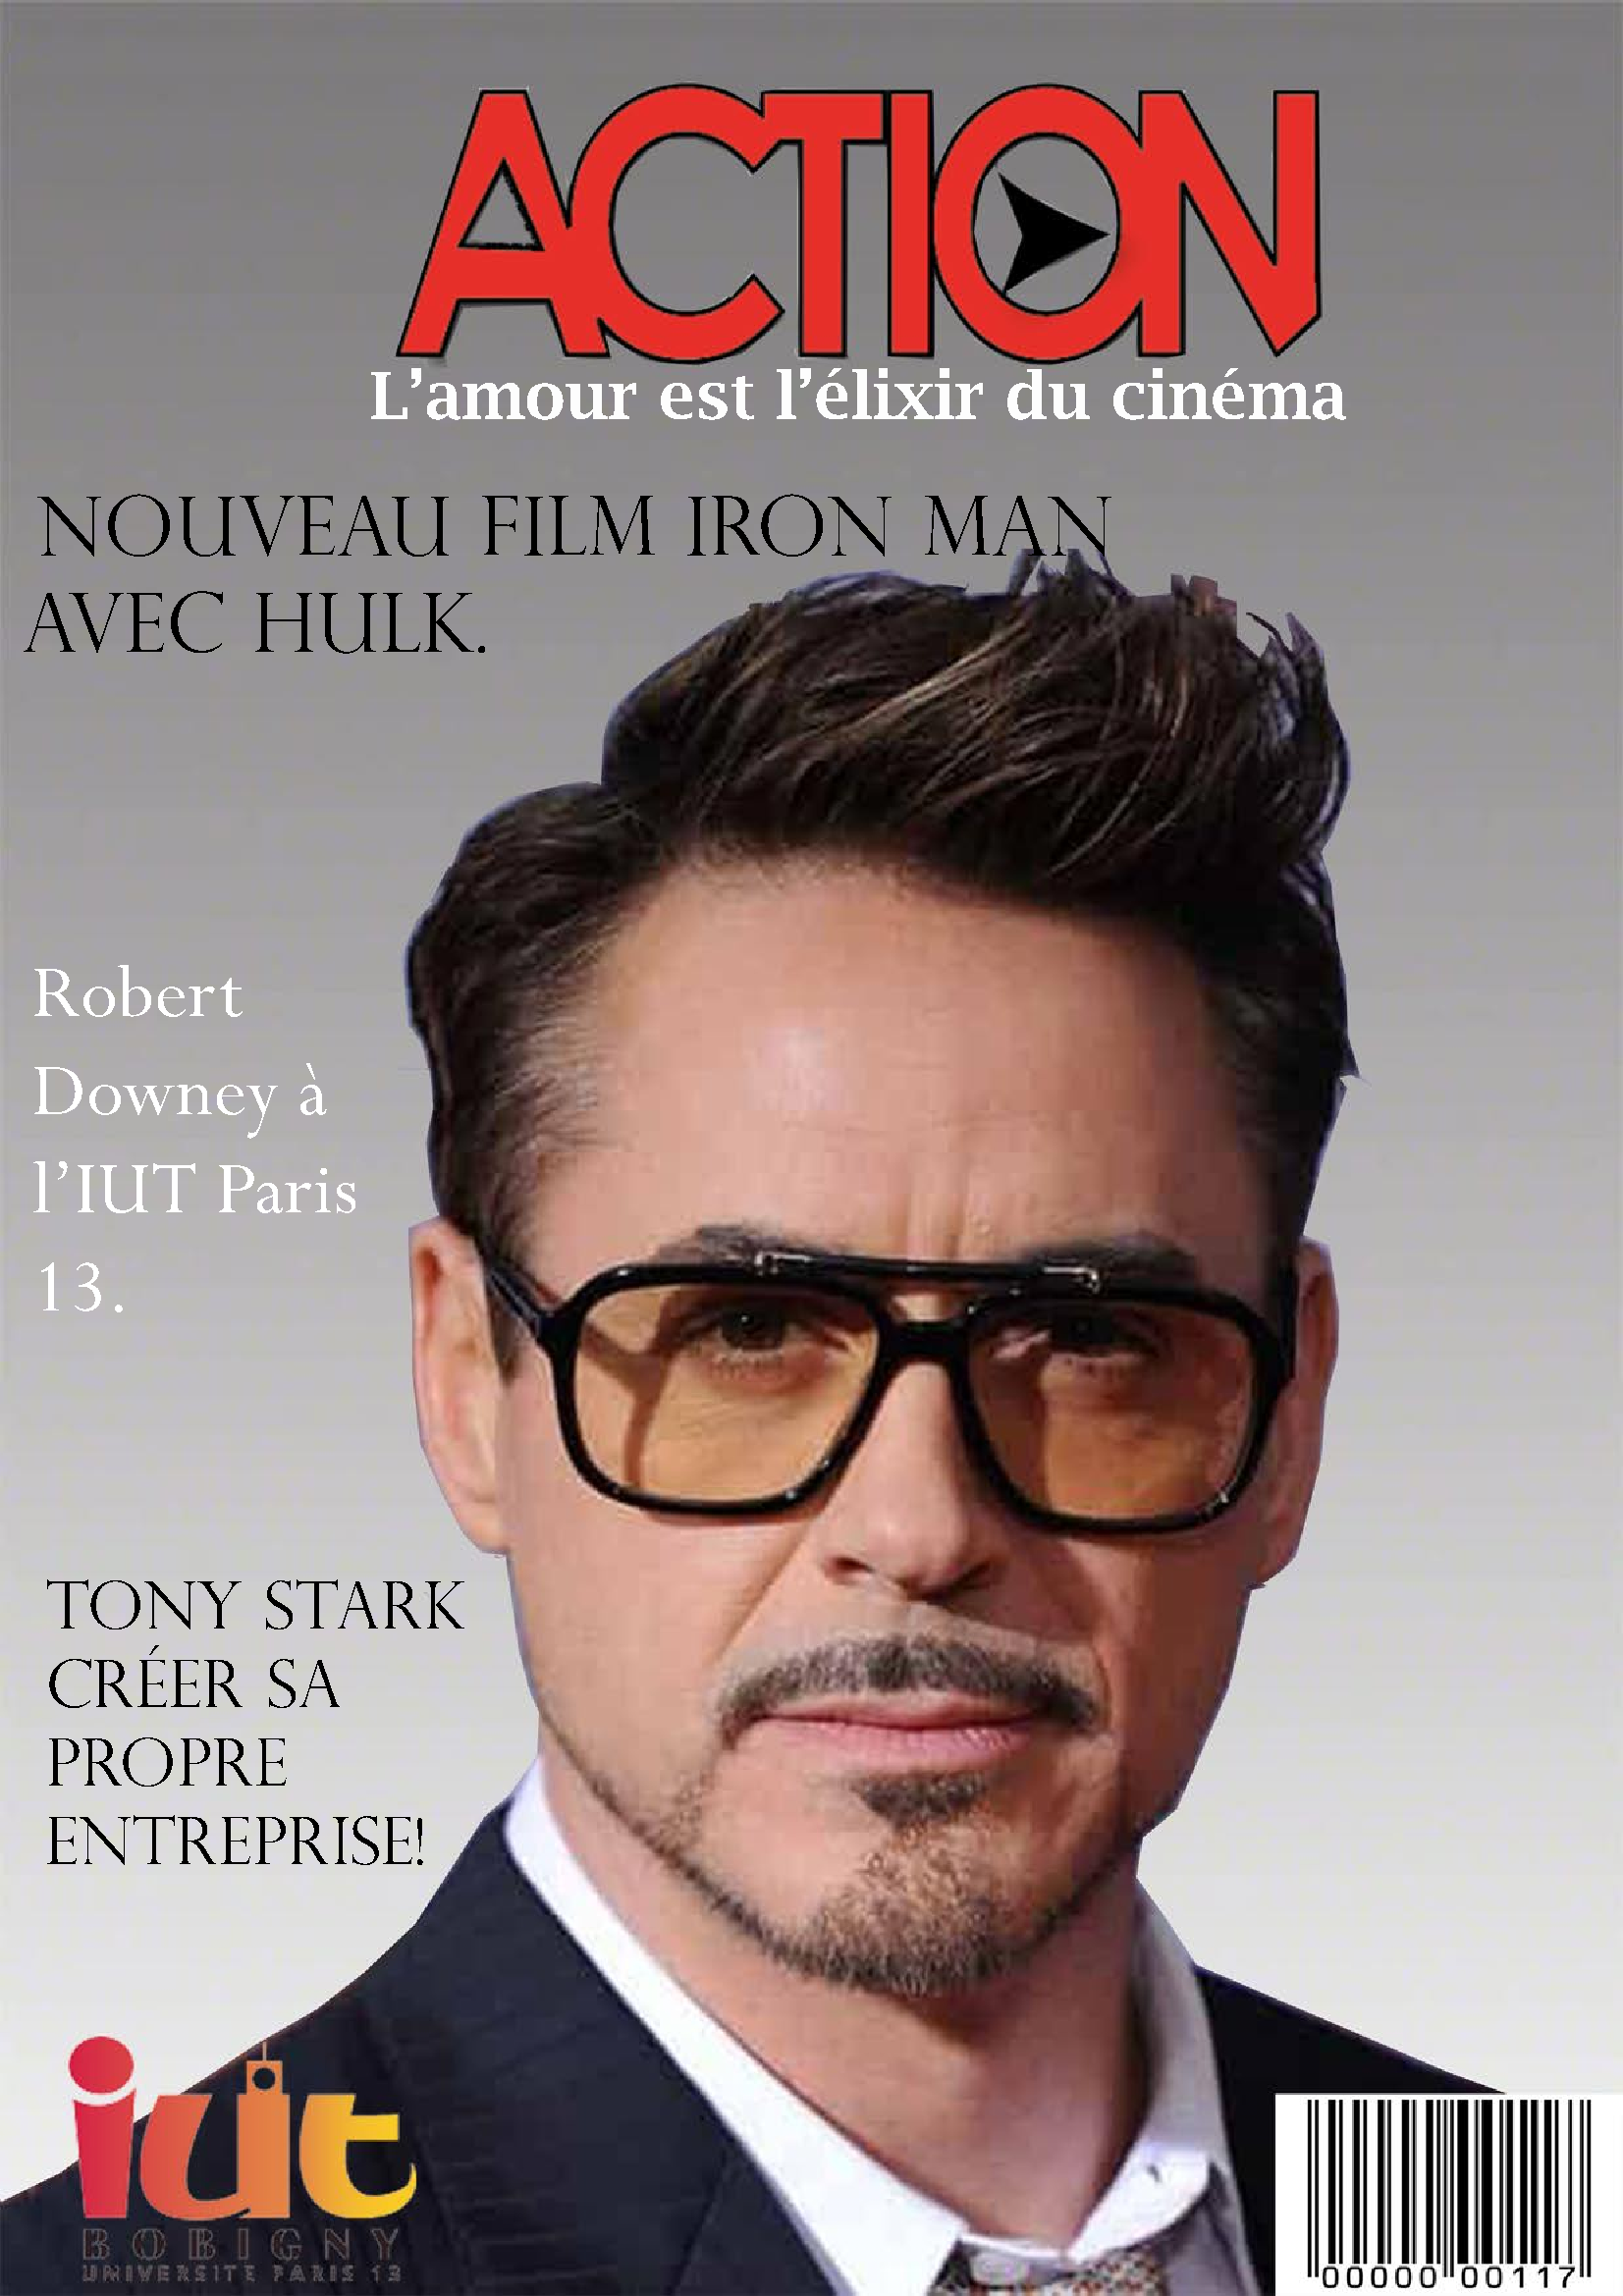 ACTION
L'amour est l'élixir du cinéma
NOUVEAU FILM IRON MAN
AVEC HULK.
Robert
Downey à
l'IUT Paris
13.
TONY STARK
CRÉER SA
PROPRE
ENTREPRISE!
iut
BOBIGNY
UNIVERSITÉ PARIS 13
00000 00117